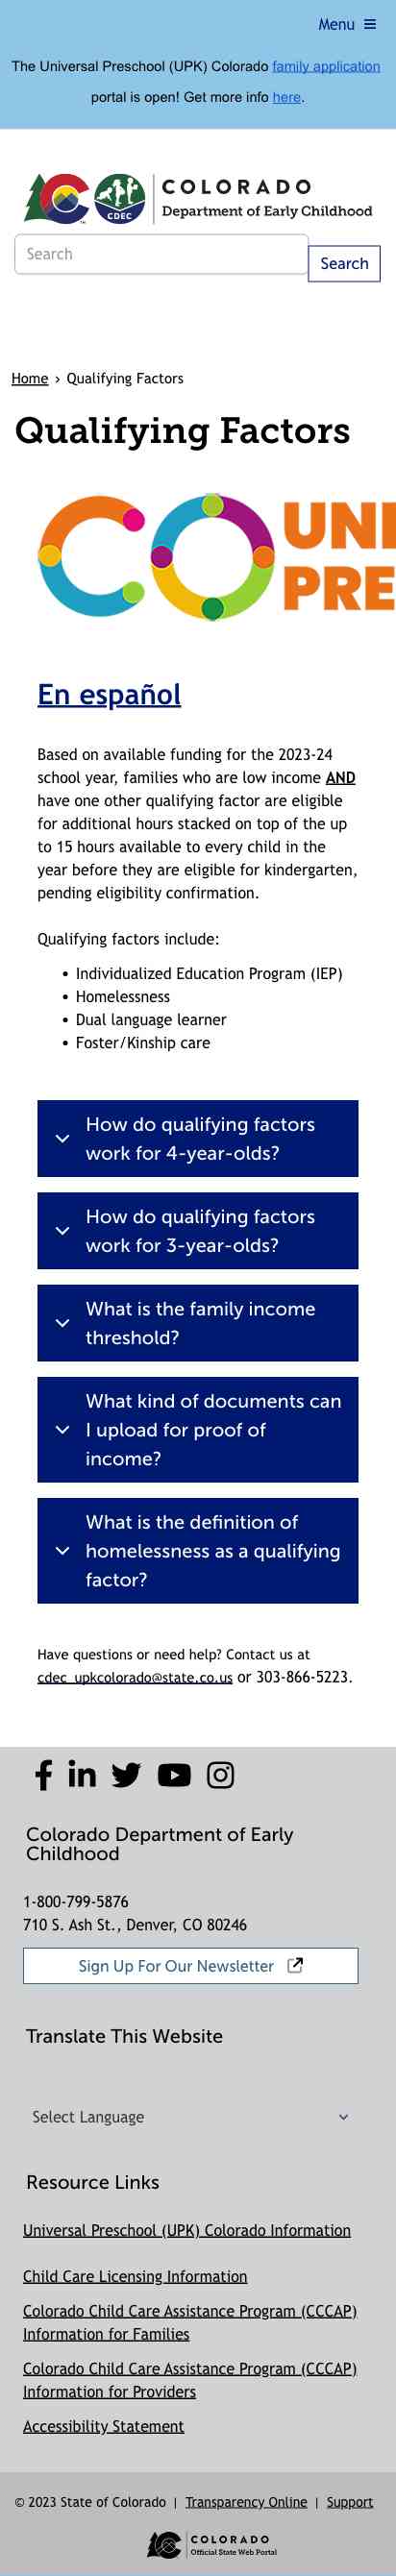 Menu
The Universal Preschool (UPK) Colorado family application
portal is open! Get more info here.
CDEC
COLORADO
Department of Early Childhood
Search
Search
Home › Qualifying Factors
Qualifying Factors
UNI
PRE
En español
Based on available funding for the 2023-24
school year, families who are low income AND
have one other qualifying factor are eligible
for additional hours stacked on top of the up
to 15 hours available to every child in the
year before they are eligible for kindergarten,
pending eligibility confirmation.
Qualifying factors include:
• Individualized Education Program (IEP)
• Homelessness
• Dual language learner
• Foster/Kinship care
How do qualifying factors
work for 4-year-olds?
How do qualifying factors
work for 3-year-olds?
What is the family income
threshold?
What kind of documents can
I upload for proof of
income?
What is the definition of
homelessness as a qualifying
factor?
Have questions or need help? Contact us at
cdec_upkcolorado@state.co.us or 303-866-5223.
Colorado Department of Early
Childhood
1-800-799-5876
710 S. Ash St., Denver, CO 80246
Sign Up For Our Newsletter
Translate This Website
Select Language
Resource Links
Universal Preschool (UPK) Colorado Information
Child Care Licensing Information
Colorado Child Care Assistance Program (CCCAP)
Information for Families
Colorado Child Care Assistance Program (CCCAP)
Information for Providers
Accessibility Statement
© 2023 State of Colorado | Transparency Online | Support
COLORADO
Official State Web Portal